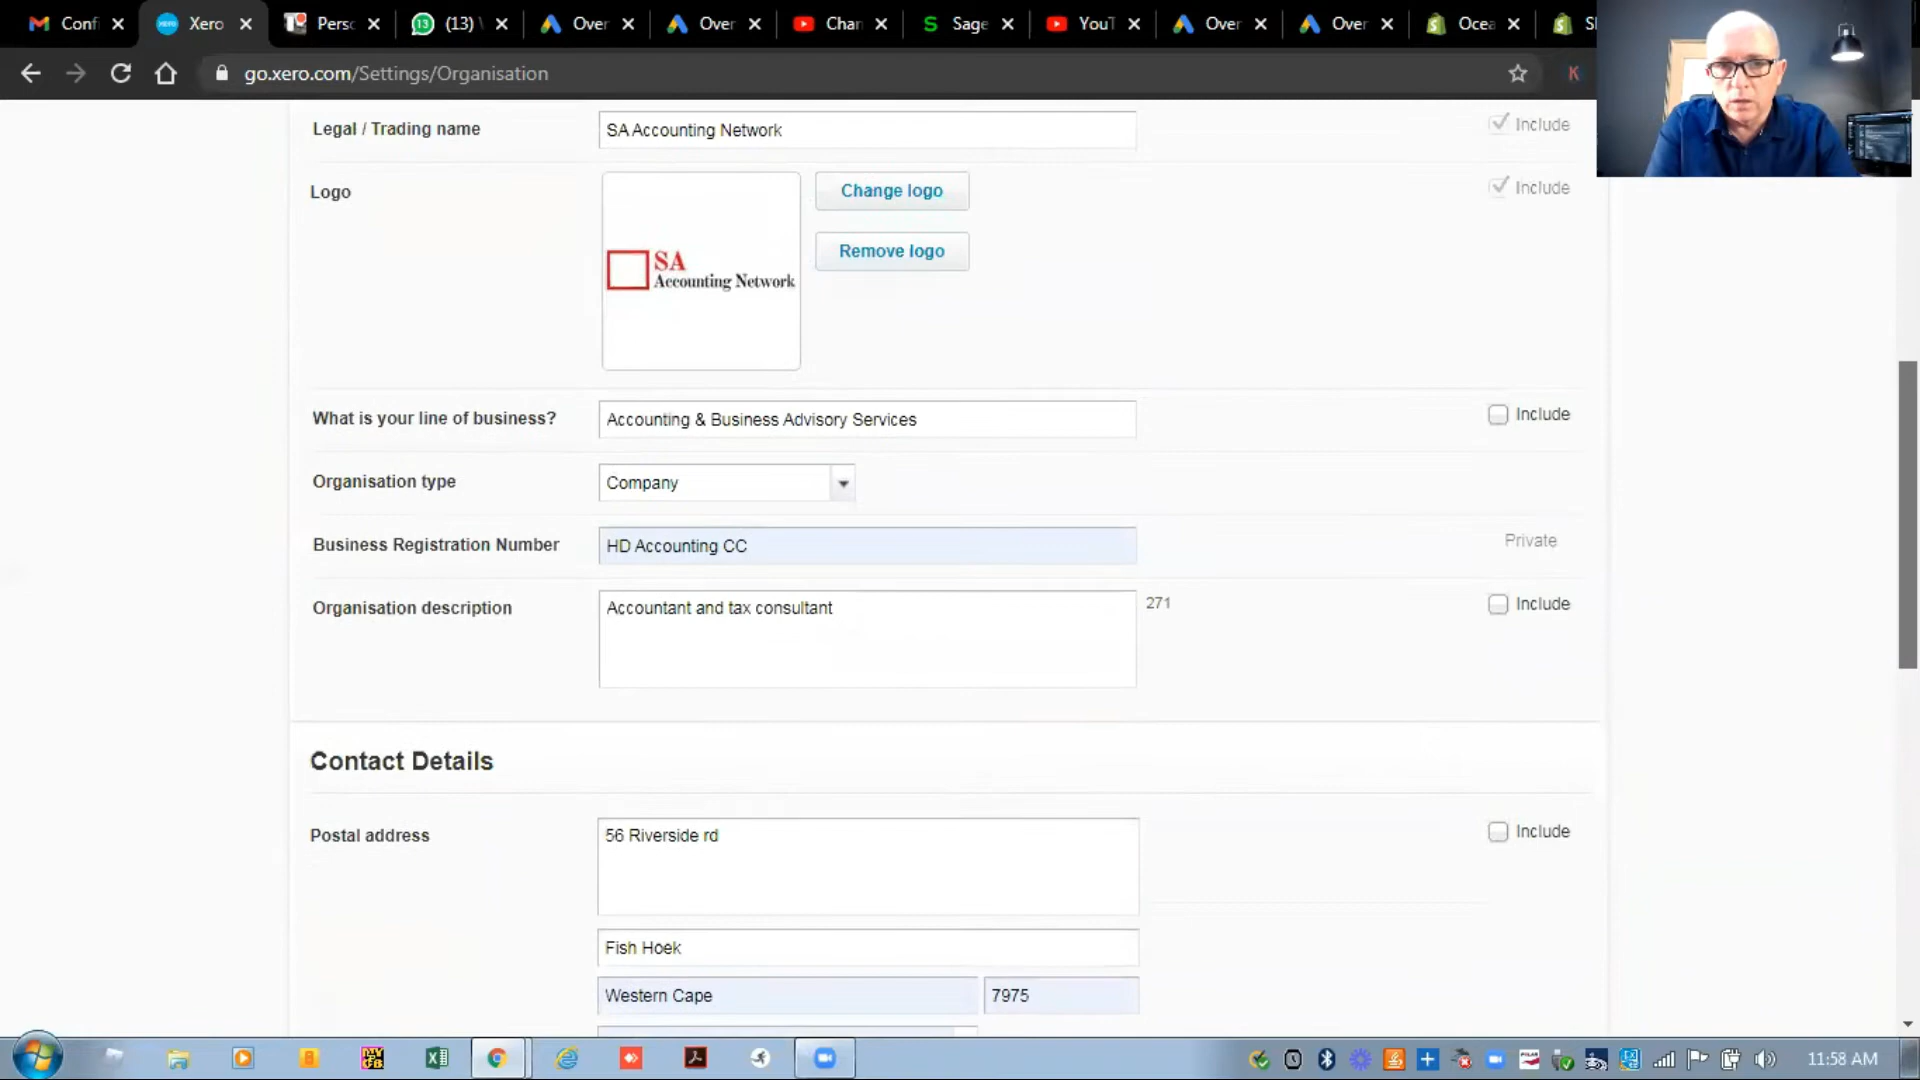 Confi
Xero
Perso
(13)
Over
Over
Chan
Sage
YouT
Over
Over
Ocea
go.xero.com/Settings/Organisation
K
Legal / Trading name
SA Accounting Network
Include
Logo
SA
Accounting Network
Change logo
Remove logo
Include
What is your line of business?
Accounting & Business Advisory Services
Include
Organisation type
Company
Business Registration Number
HD Accounting CC
Private
Organisation description
Accountant and tax consultant
271
Include
Contact Details
Postal address
56 Riverside rd
Include
Fish Hoek
Western Cape
7975
11:58 AM